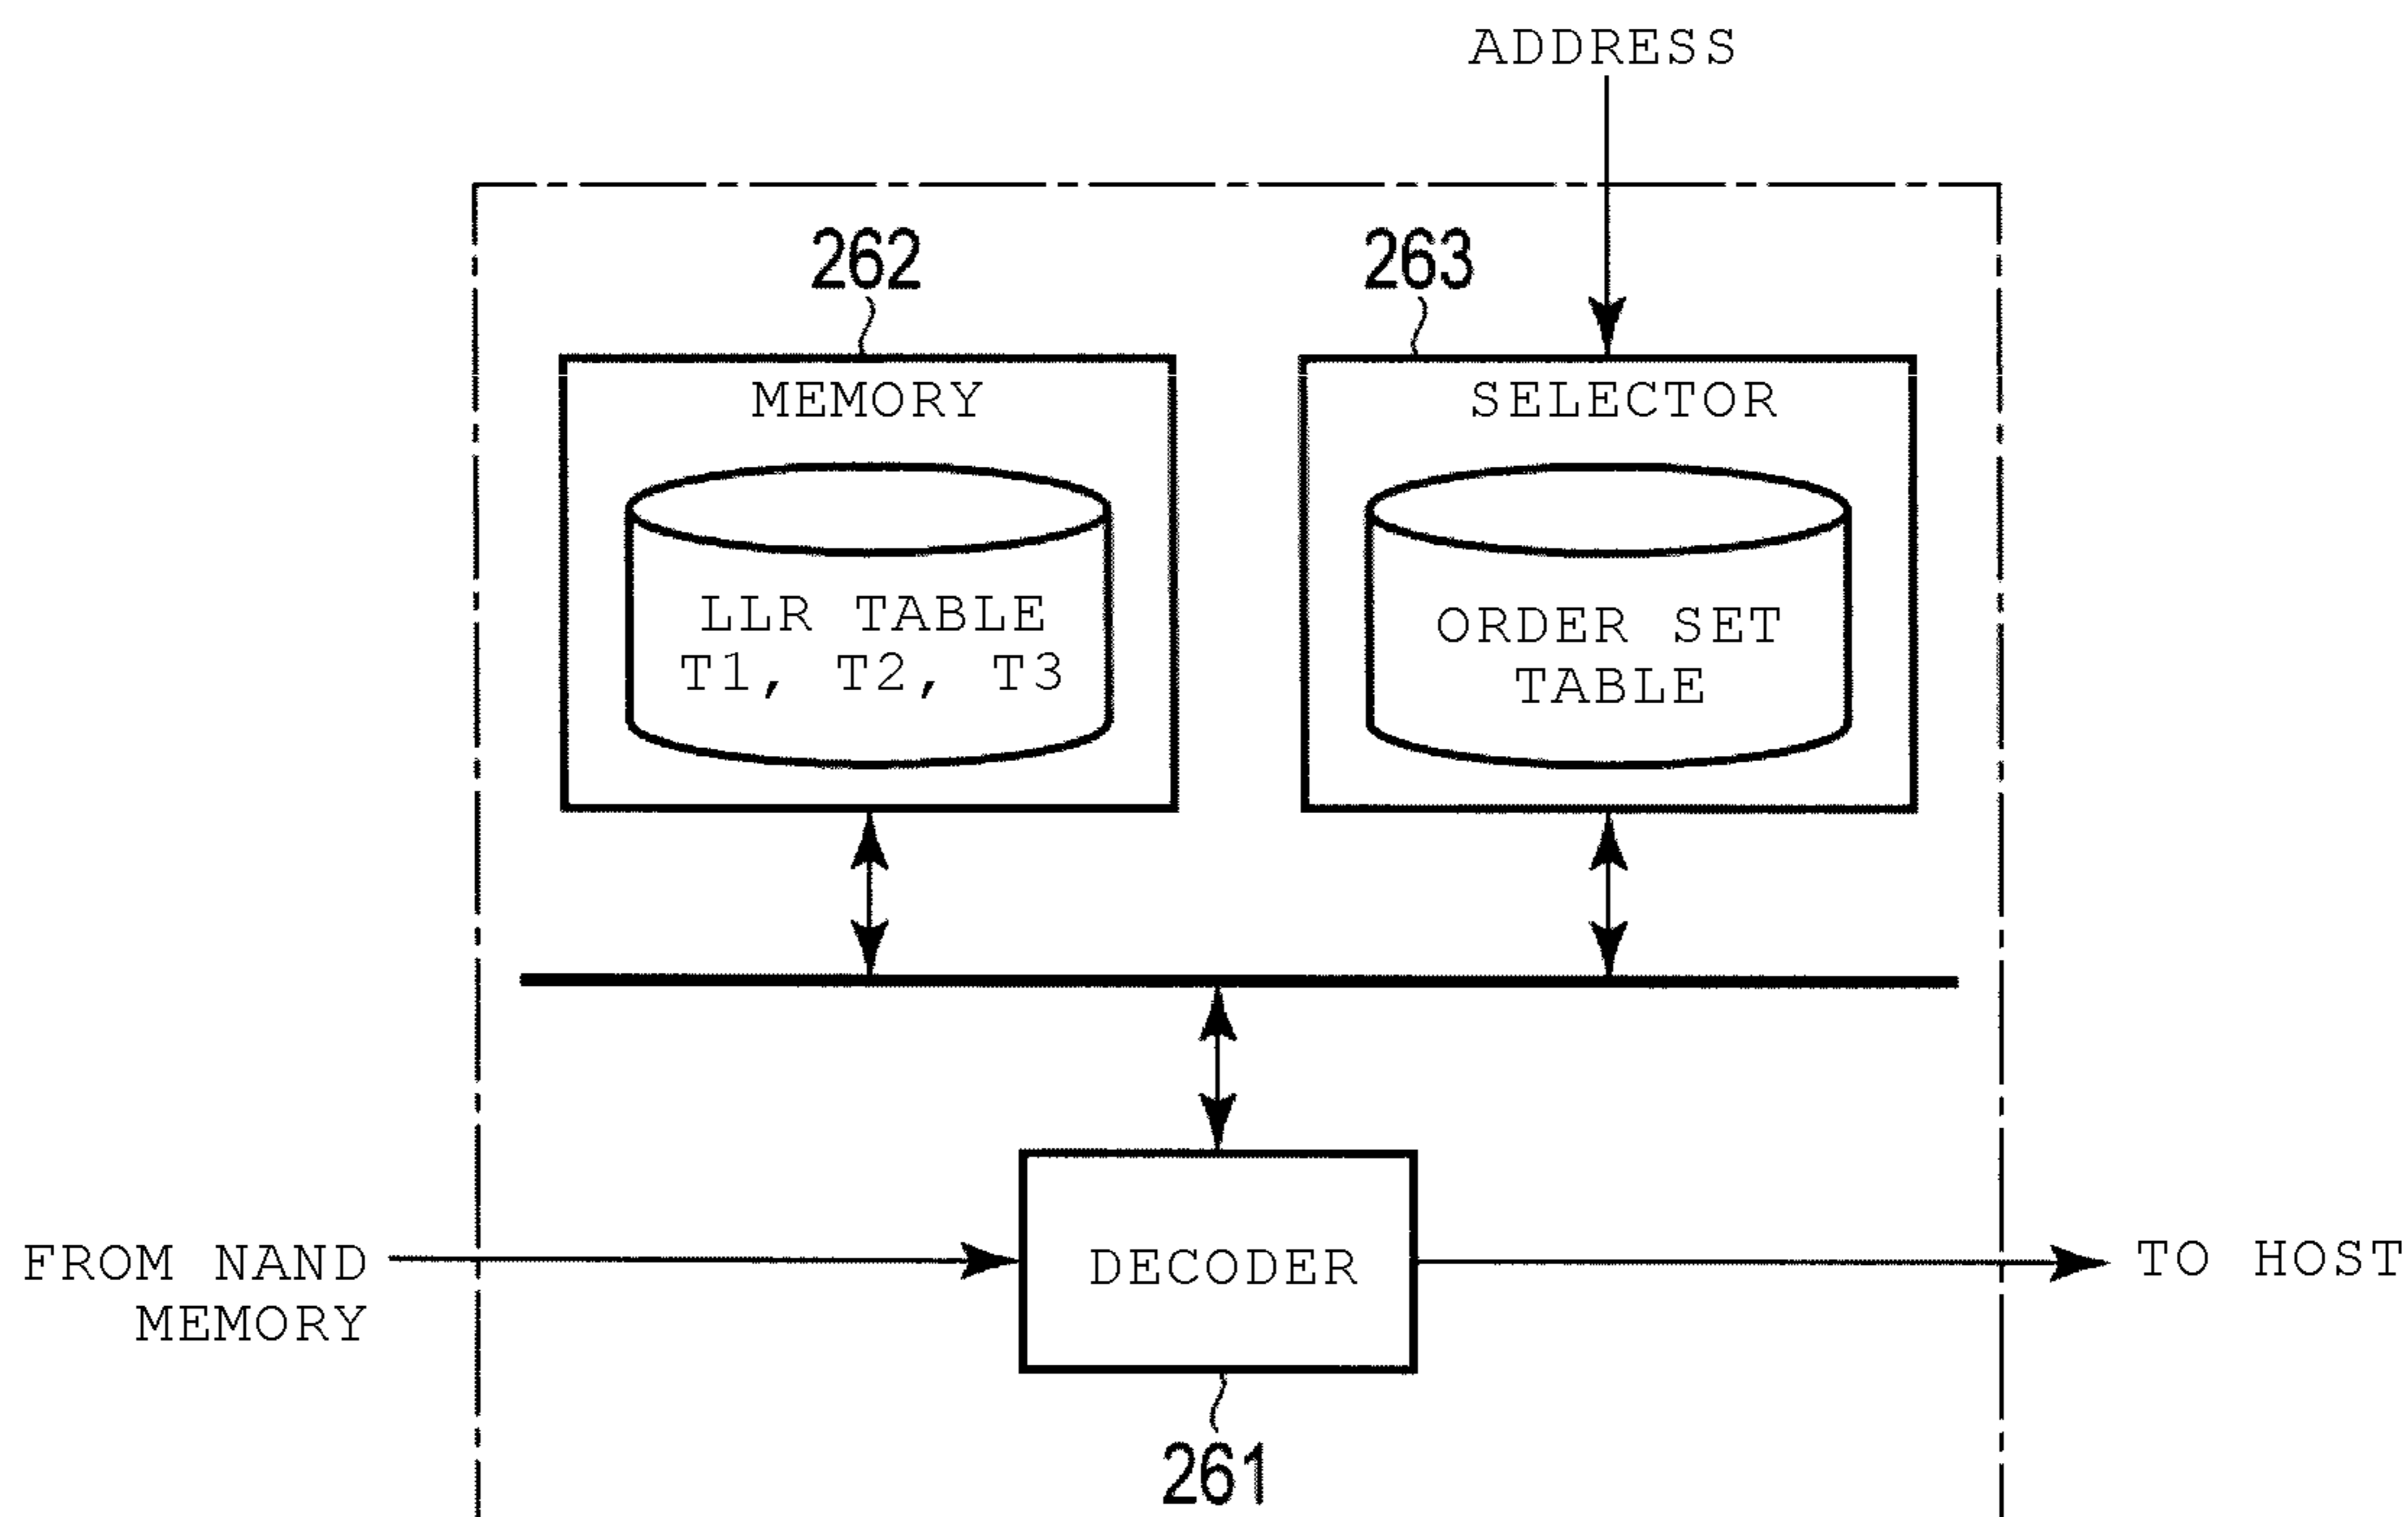 ADDRESS
262
263
MEMORY
SELECTOR
LLR TABLE
T1, T2, T3
ORDER SET
TABLE
FROM NAND
MEMORY
DECODER
TO HOST
261